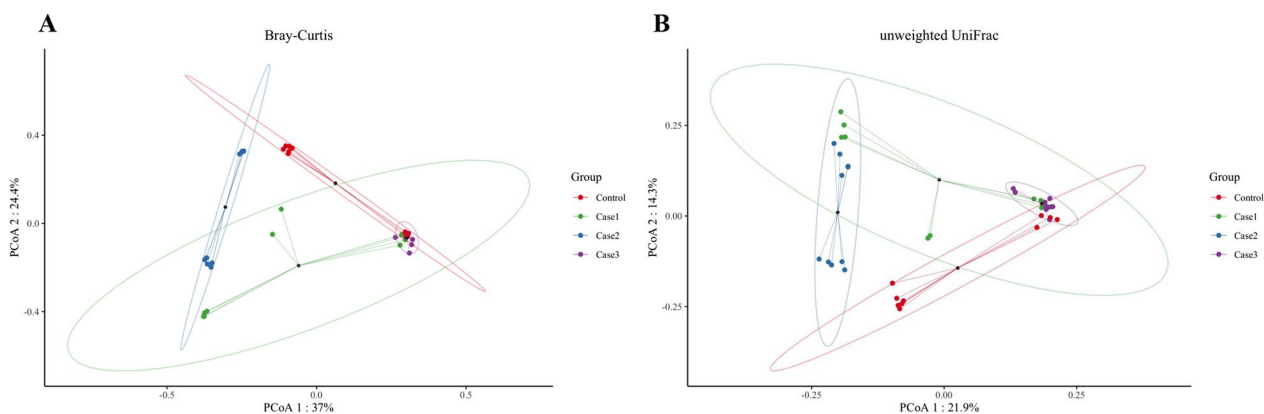 A
Bray-Curtis
0.4
0.0
-0.4
PCoA 2 : 24.4%
-0.5
0.0
0.5
PCoA 1 : 37%
Group
Control
Case1
Case2
Case3
B
unweighted UniFrac
0.25
0.00
-0.25
PCoA 2 : 14.3%
-0.25
0.00
0.25
PCoA 1 : 21.9%
Group
Control
Case1
Case2
Case3